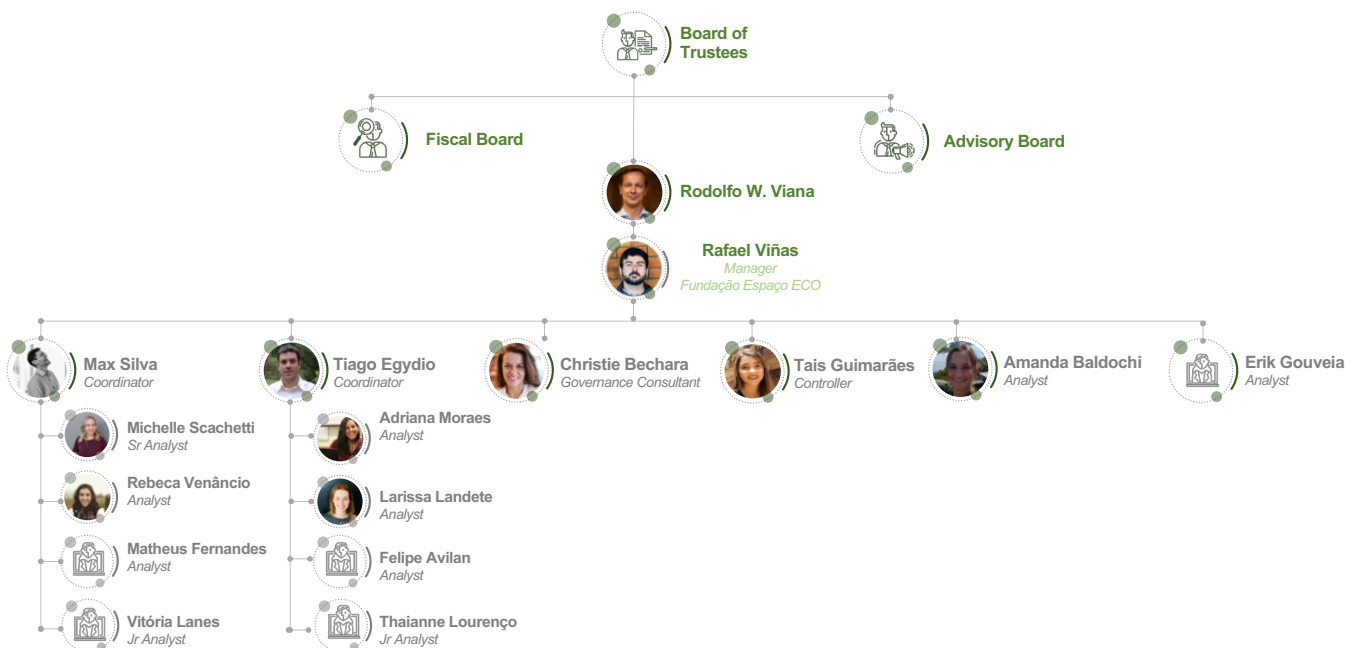 Board of
Trustees
Fiscal Board
Advisory Board
Rodolfo W. Viana
Rafael Viñas
Manager
Fundação Espaço ECO
Max Silva
Coordinator
Tiago Egydio
Coordinator
Christie Bechara
Governance Consultant
Tais Guimarães
Controller
Amanda Baldochi
Analyst
Erik Gouveia
Analyst
Michelle Scachetti
Sr Analyst
Rebeca Venâncio
Analyst
Matheus Fernandes
Analyst
Vitória Lanes
Jr Analyst
Adriana Moraes
Analyst
Larissa Landete
Analyst
Felipe Avilan
Analyst
Thaianne Lourenço
Jr Analyst